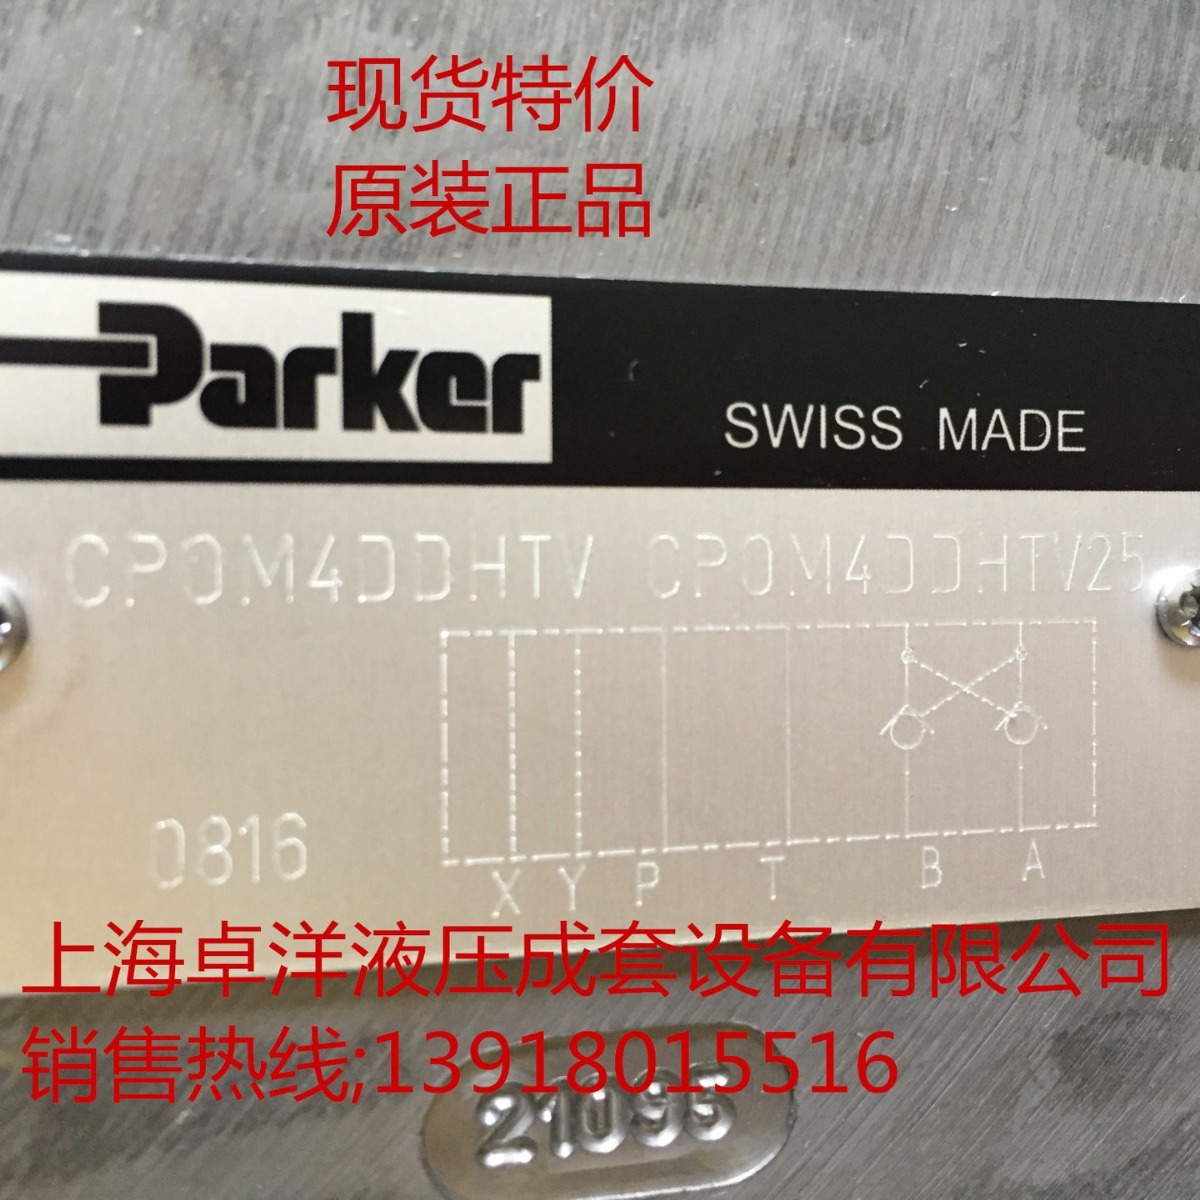 现货特价
原装正品
Parker
SWISS MADE
CPOM4DDHTV CPOM4DDHTV25
0816
X Y P T B A
上海卓洋液压成套设备有限公司
销售热线;13918015516
21095